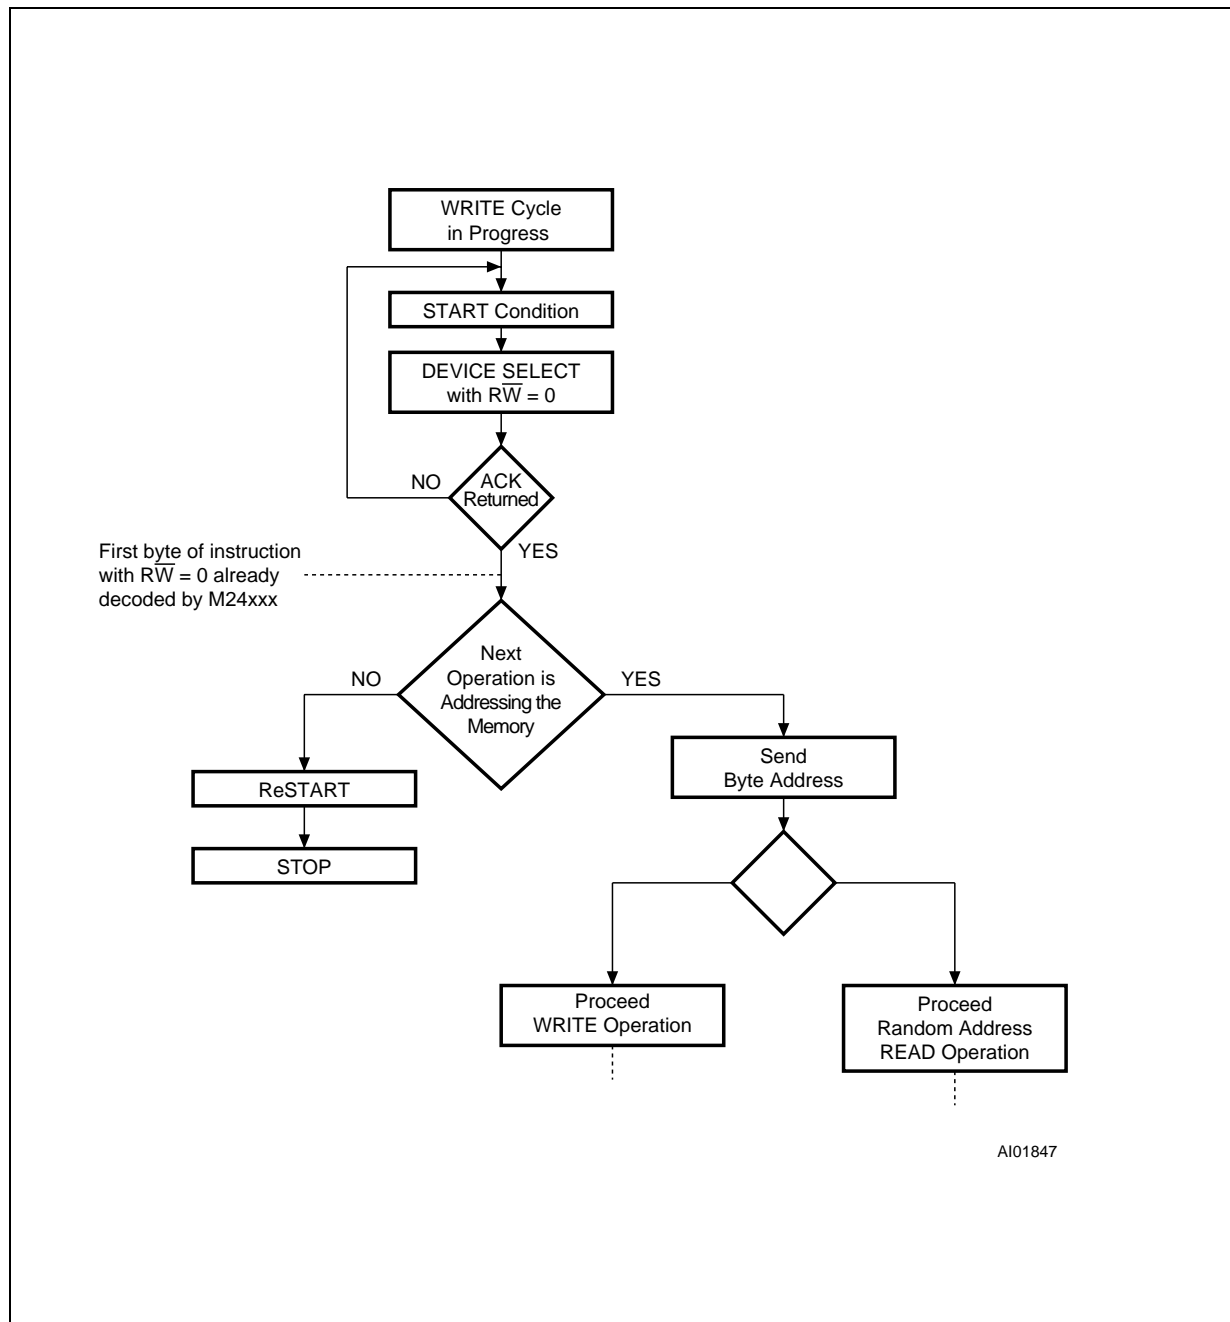 WRITE Cycle
in Progress
START Condition
DEVICE SELECT
with RW̅ = 0
ACK
Returned
NO
YES
First byte of instruction
with RW̅ = 0 already
decoded by M24xxx
Next
Operation is
Addressing the
Memory
NO
YES
Send
Byte Address
ReSTART
STOP
Proceed
WRITE Operation
Proceed
Random Address
READ Operation
AI01847